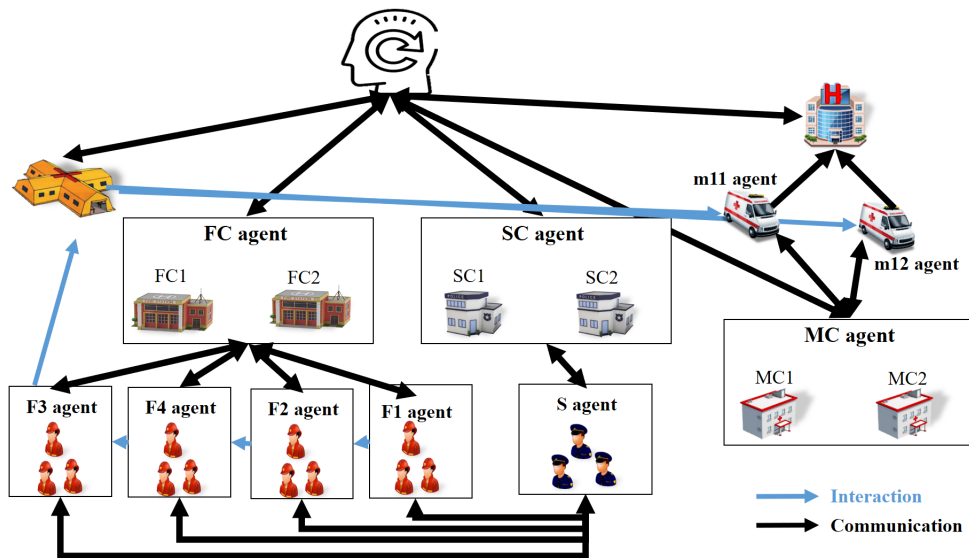 H
m11 agent
FC agent
SC agent
m12 agent
FC1
FC2
SC1
SC2
MC agent
MC1
MC2
F3 agent
F4 agent
F2 agent
F1 agent
S agent
Interaction
Communication